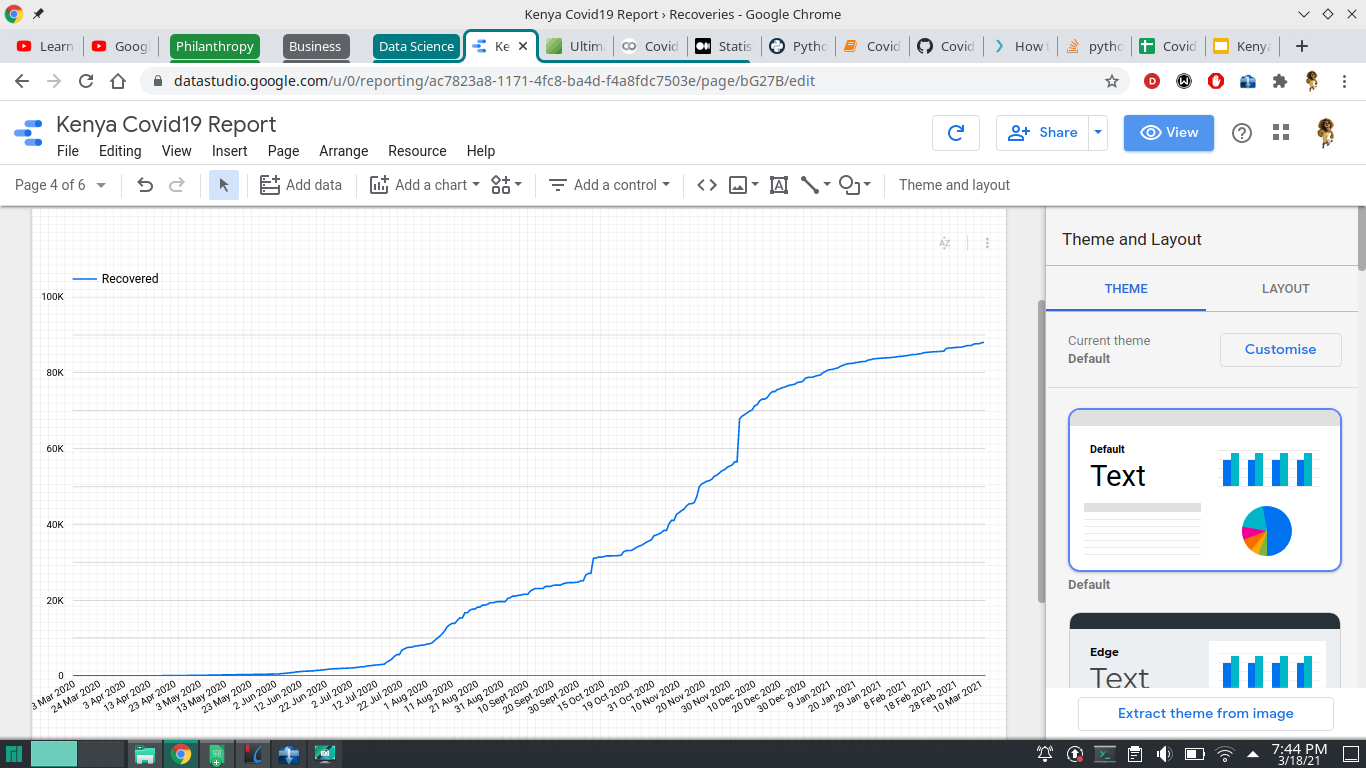 Kenya Covid19 Report › Recoveries - Google Chrome
Learn Goog Philanthropy Business Data Science Ke Ultim Covid Statis Pytho Covid Covid How pytho Covid Keny
datastudio.google.com/u/0/reporting/ac7823a8-1171-4fc8-ba4d-f4a8fdc7503e/page/bG27B/edit
Kenya Covid19 Report
Share View
File Editing View Insert Page Arrange Resource Help
Page 4 of 6 Add data Add a chart Add a control Theme and layout
Theme and Layout
THEME LAYOUT
Current theme
Default
Customise
Default
Text
Default
Edge
Text
Extract theme from image
AZ
Recovered
100K
80K
60K
40K
20K
0
3 Mar 2020
24 Mar 2020
3 Apr 2020
13 Apr 2020
23 Apr 2020
3 May 2020
13 May 2020
23 May 2020
2 Jun 2020
12 Jun 2020
22 Jun 2020
2 Jul 2020
12 Jul 2020
22 Jul 2020
1 Aug 2020
11 Aug 2020
21 Aug 2020
31 Aug 2020
10 Sept 2020
20 Sept 2020
30 Sept 2020
15 Oct 2020
19 Oct 2020
31 Oct 2020
10 Nov 2020
20 Nov 2020
30 Nov 2020
10 Dec 2020
20 Dec 2020
30 Dec 2020
9 Jan 2021
20 Jan 2021
29 Jan 2021
8 Feb 2021
18 Feb 2021
28 Feb 2021
10 Mar 2021
7:44 PM
3/18/21